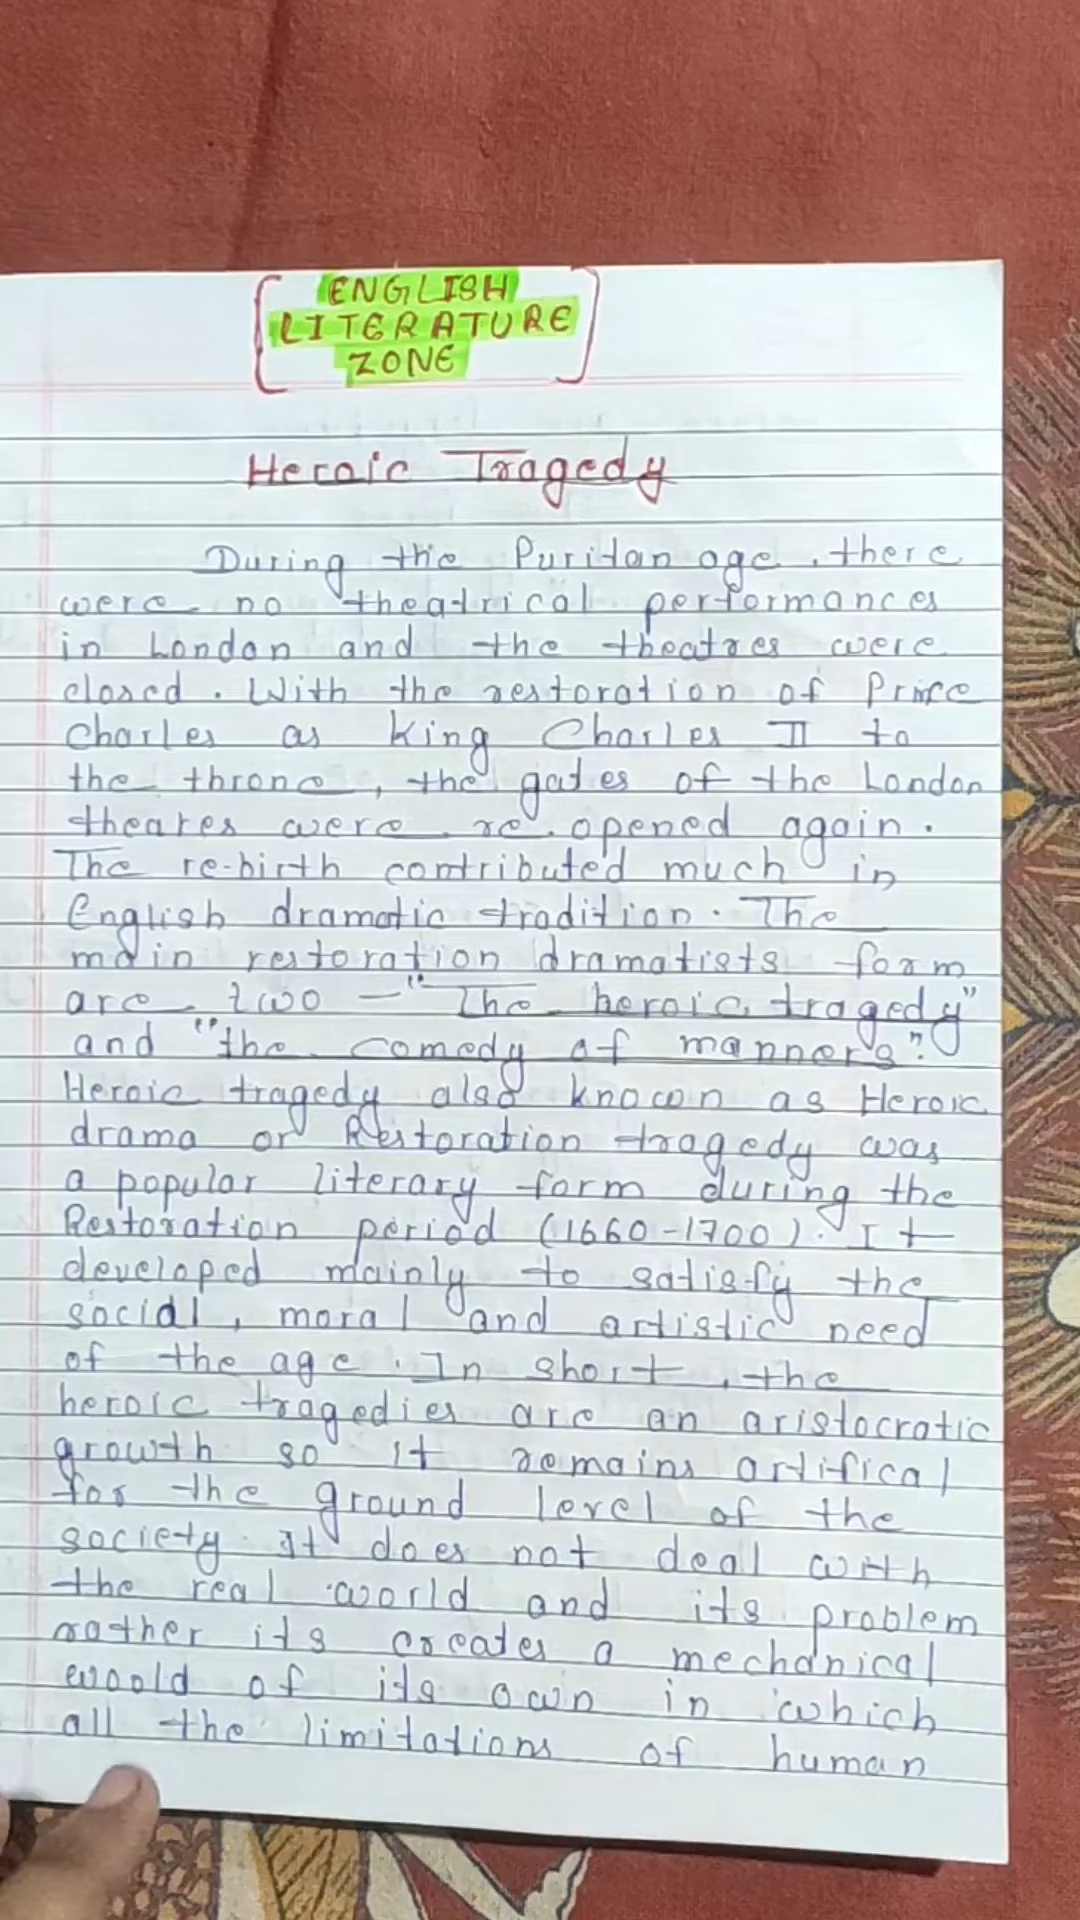 ENGLISH
LITERATURE
ZONE
Heroic Tragedy
During the Puritan age, there
were no theatrical performances
in London and the theatres were
closed. With the restoration of Prince
Charles as King Charles II to
the throne, the gates of the London
theares were re opened again.
The re-birth contributed much in
English dramatic tradition. The
main restoration dramatists form
are two - "The heroic tragedy"
and "the comedy of manners".
Heroic tragedy also known as Heroic
drama or Restoration tragedy was
a popular literary form during the
Restoration period (1660-1700). It
developed mainly to satisfy the
social, moral and artistic need
of the age. In short, the
heroic tragedies are an aristocratic
growth so it remains artifical
for the ground level of the
society. It does not deal with
the real world and its problem
rather its creates a mechanical
woold of its own in which
all the limitations of human